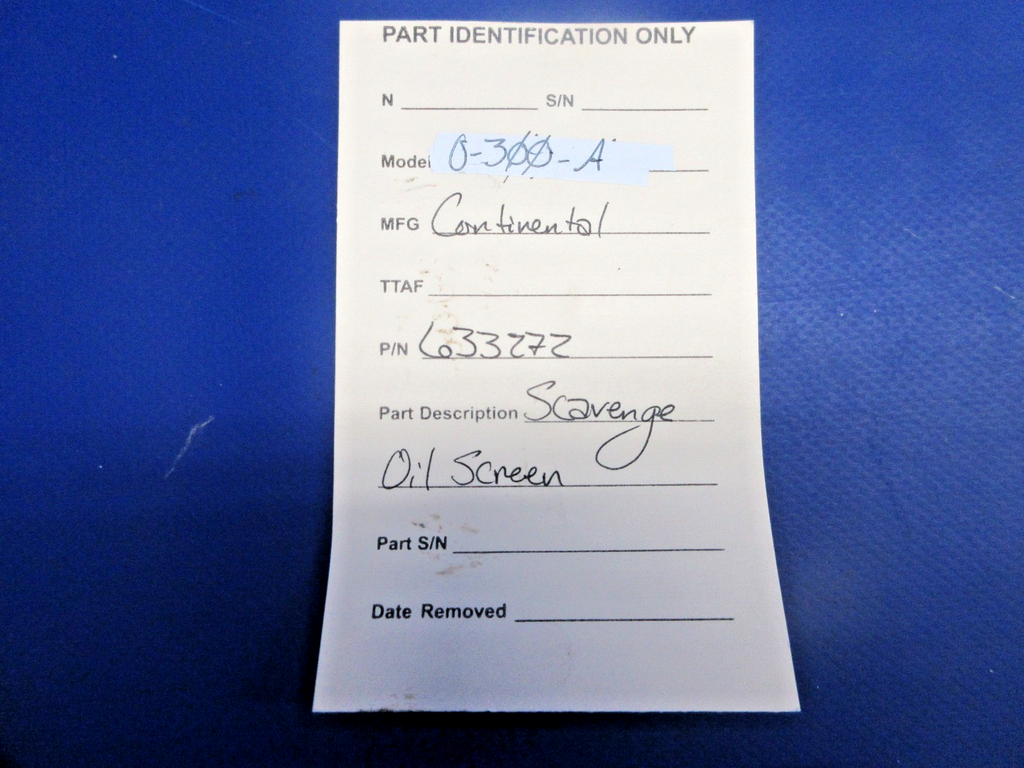 PART IDENTIFICATION ONLY
N S/N
Model O-300-A
MFG Continental
TTAF
P/N 633272
Part Description Scavenge
Oil Screen
Part S/N
Date Removed